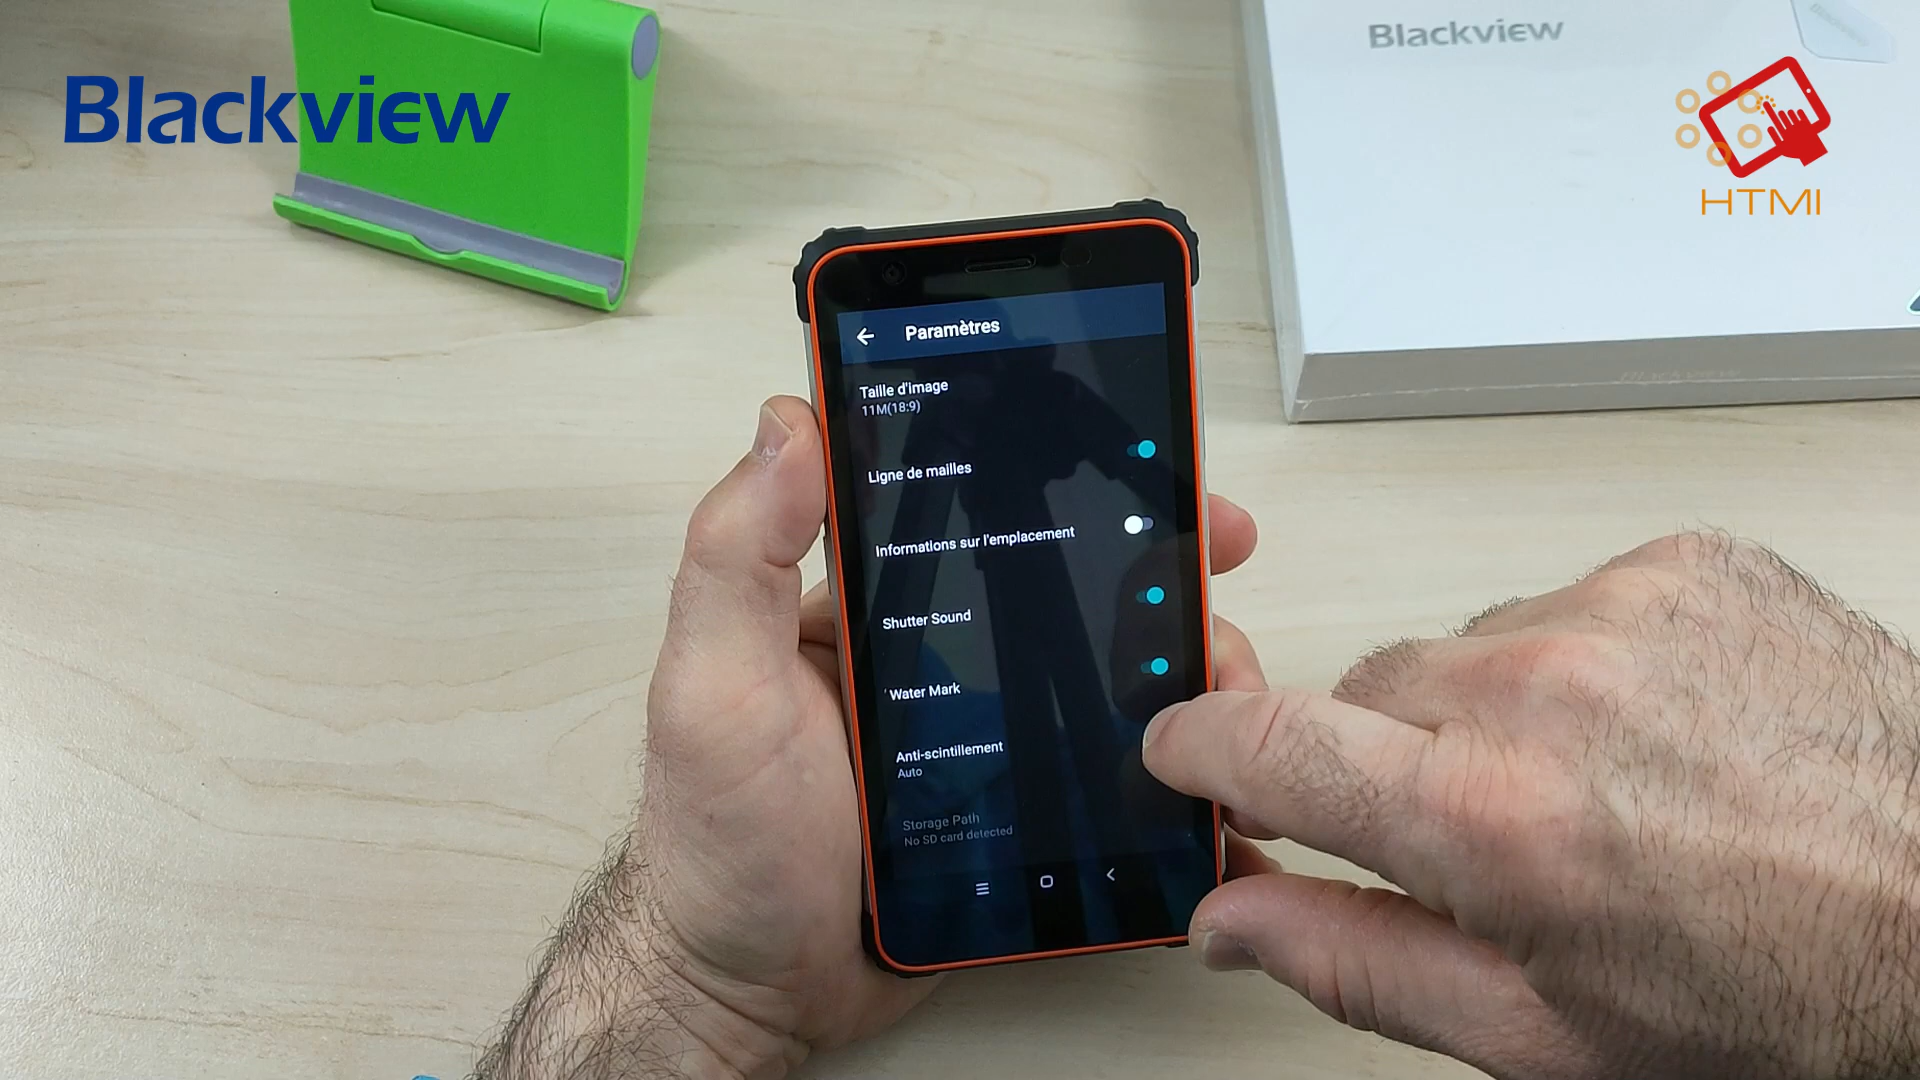 Blackview
Blackview
HTMI
Paramètres
Taille d'image
11M(18:9)
Ligne de mailles
Informations sur l'emplacement
Shutter Sound
Water Mark
Anti-scintillement
Auto
Storage Path
No SD card detected